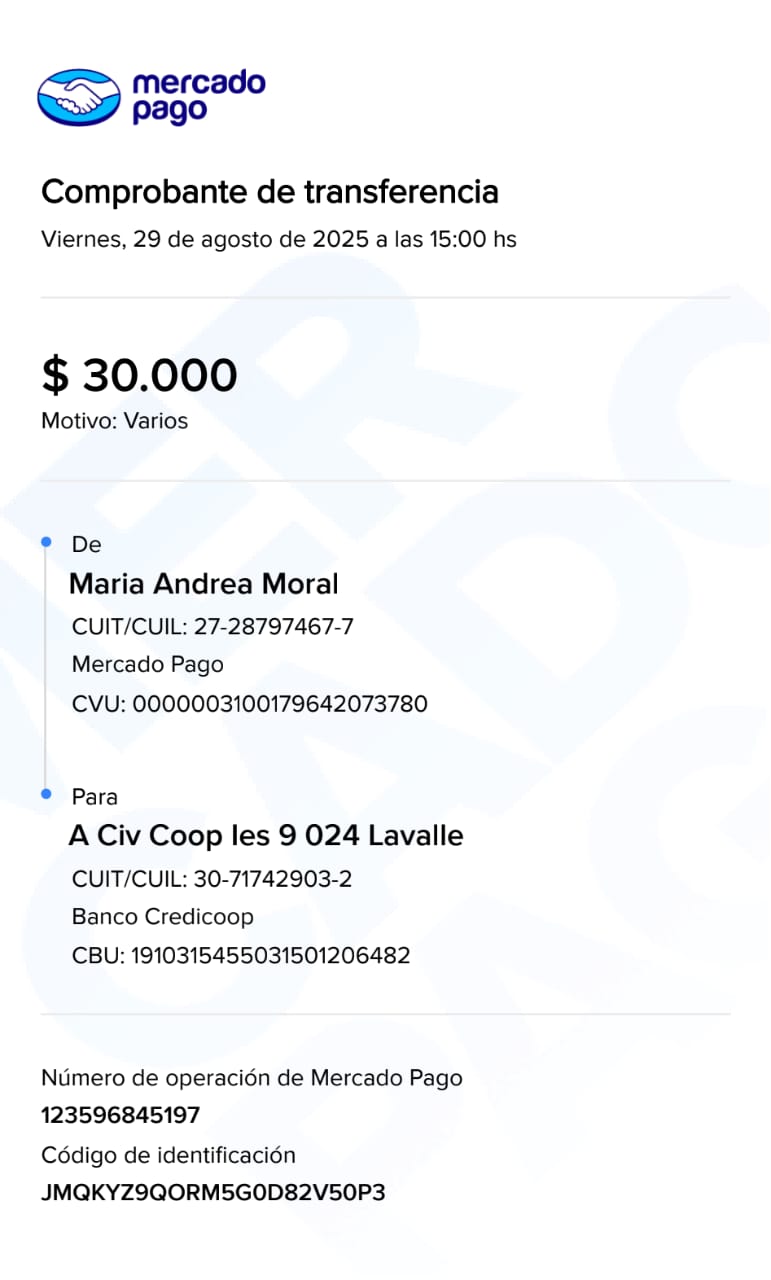 mercado
pago
Comprobante de transferencia
Viernes, 29 de agosto de 2025 a las 15:00 hs
$ 30.000
Motivo: Varios
De
Maria Andrea Moral
CUIT/CUIL: 27-28797467-7
Mercado Pago
CVU: 0000003100179642073780
Para
A Civ Coop Ies 9 024 Lavalle
CUIT/CUIL: 30-71742903-2
Banco Credicoop
CBU: 1910315455031501206482
Número de operación de Mercado Pago
123596845197
Código de identificación
JMQKYZ9QORM5G0D82V50P3